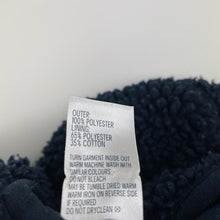 OUTER
100% POLYESTER
LINING:
65% POLYESTER
35% COTTON
TURN GARMENT INSIDE OUT
WARM MACHINE WASH WITH
SIMILAR COLOURS
DO NOT BLEACH
MAY BE TUMBLE DRIED WARM
WARM IRON ON REVERSE SIDE
IF REQUIRED
DO NOT DRYCLEAN